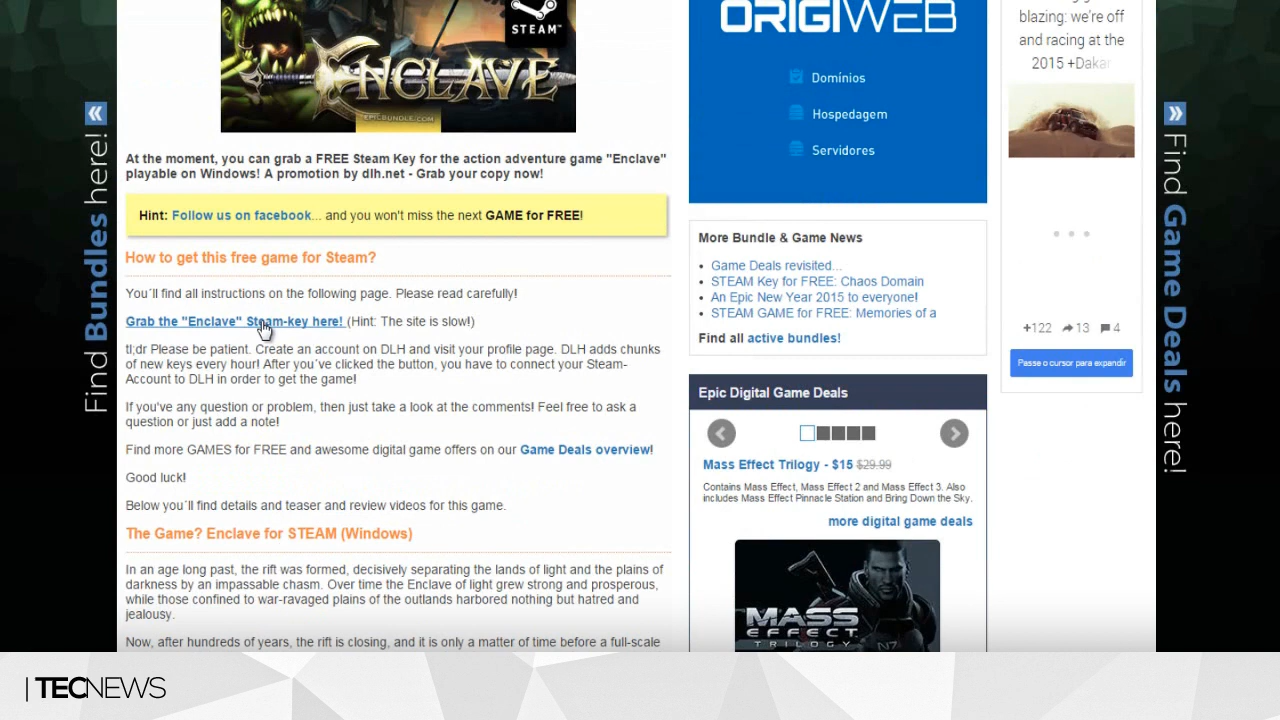 STEAM™
ENCLAVE
EPICBUNDLE.COM
At the moment, you can grab a FREE Steam Key for the action adventure game "Enclave"
playable on Windows! A promotion by dlh.net - Grab your copy now!
Hint: Follow us on facebook... and you won't miss the next GAME for FREE!
How to get this free game for Steam?
You´ll find all instructions on the following page. Please read carefully!
Grab the "Enclave" Steam-key here! (Hint: The site is slow!)
tl;dr Please be patient. Create an account on DLH and visit your profile page. DLH adds chunks
of new keys every hour! After you´ve clicked the button, you have to connect your Steam-
Account to DLH in order to get the game!
If you've any question or problem, then just take a look at the comments! Feel free to ask a
question or just add a note!
Find more GAMES for FREE and awesome digital game offers on our Game Deals overview!
Good luck!
Below you´ll find details and teaser and review videos for this game.
The Game? Enclave for STEAM (Windows)
In an age long past, the rift was formed, decisively separating the lands of light and the plains of
darkness by an impassable chasm. Over time the Enclave of light grew strong and prosperous,
while those confined to war-ravaged plains of the outlands harbored nothing but hatred and
jealousy.
Now, after hundreds of years, the rift is closing, and it is only a matter of time before a full-scale
ORIGIWEB
Domínios
Hospedagem
Servidores
More Bundle & Game News
Game Deals revisited...
STEAM Key for FREE: Chaos Domain
An Epic New Year 2015 to everyone!
STEAM GAME for FREE: Memories of a
Find all active bundles!
Epic Digital Game Deals
Mass Effect Trilogy - $15 $29.99
Contains Mass Effect, Mass Effect 2 and Mass Effect 3. Also
includes Mass Effect Pinnacle Station and Bring Down the Sky.
more digital game deals
MASS
EFFECT
TRILOGY
N7
blazing: we're off
and racing at the
2015 +Dakar
+122 13 4
Passe o cursor para expandir
« Find Bundles here!
» Find Game Deals here!
| TECNEWS